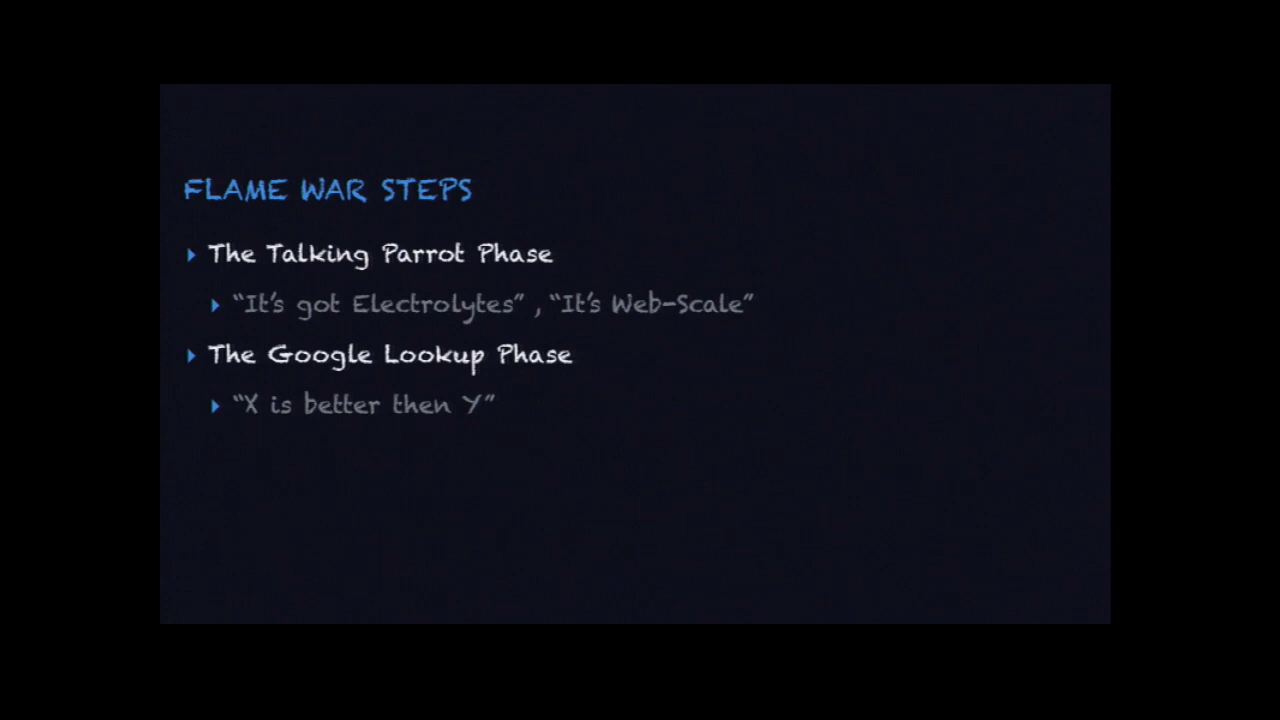 FLAME WAR STEPS
The Talking Parrot Phase
“It’s got Electrolytes” , “It’s Web-Scale”
The Google Lookup Phase
“X is better then Y”